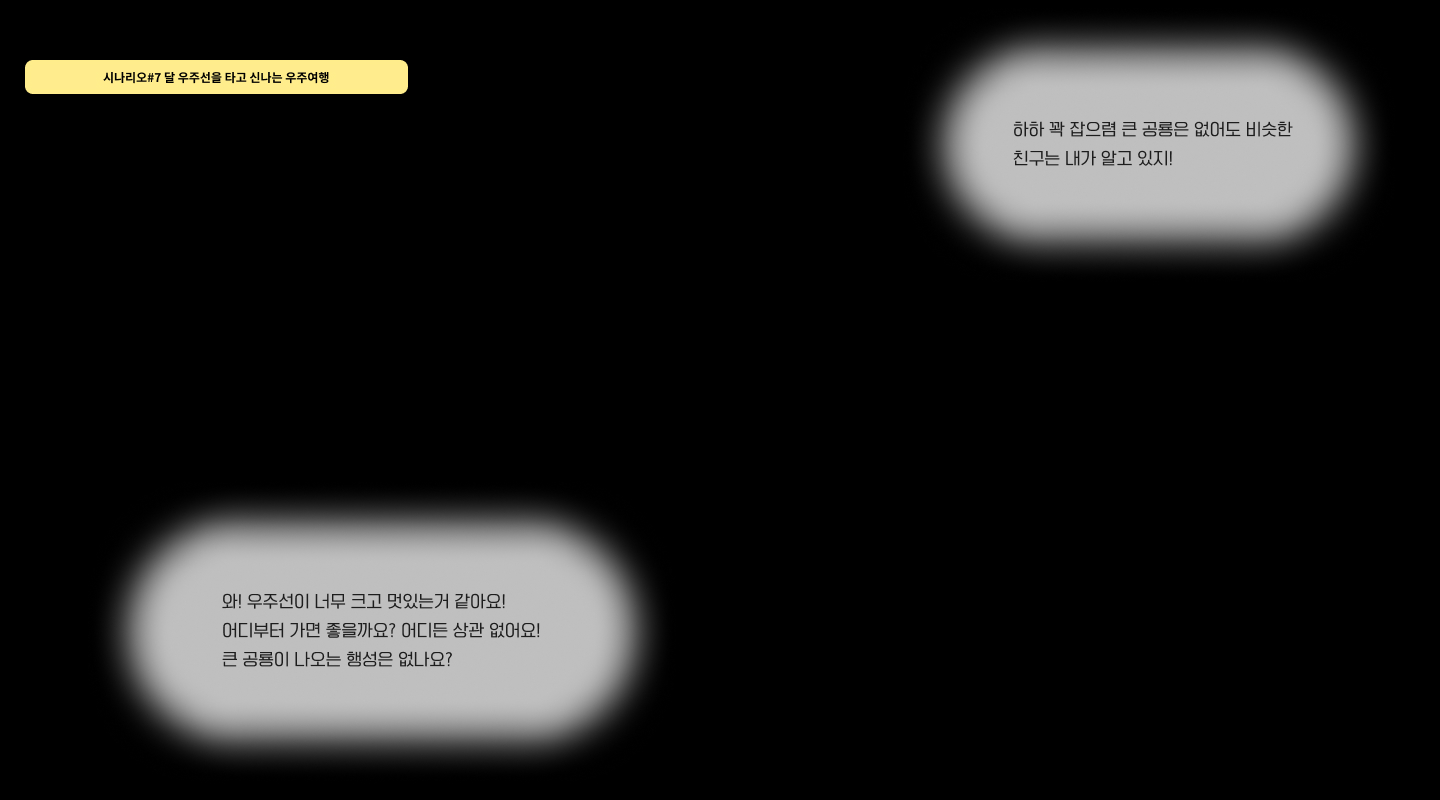 시나리오#7 달 우주선을 타고 신나는 우주여행
하하 꽉 잡으렴 큰 공룡은 없어도 비슷한
친구는 내가 알고 있지!
와! 우주선이 너무 크고 멋있는거 같아요!
어디부터 가면 좋을까요? 어디든 상관 없어요!
큰 공룡이 나오는 행성은 없나요?